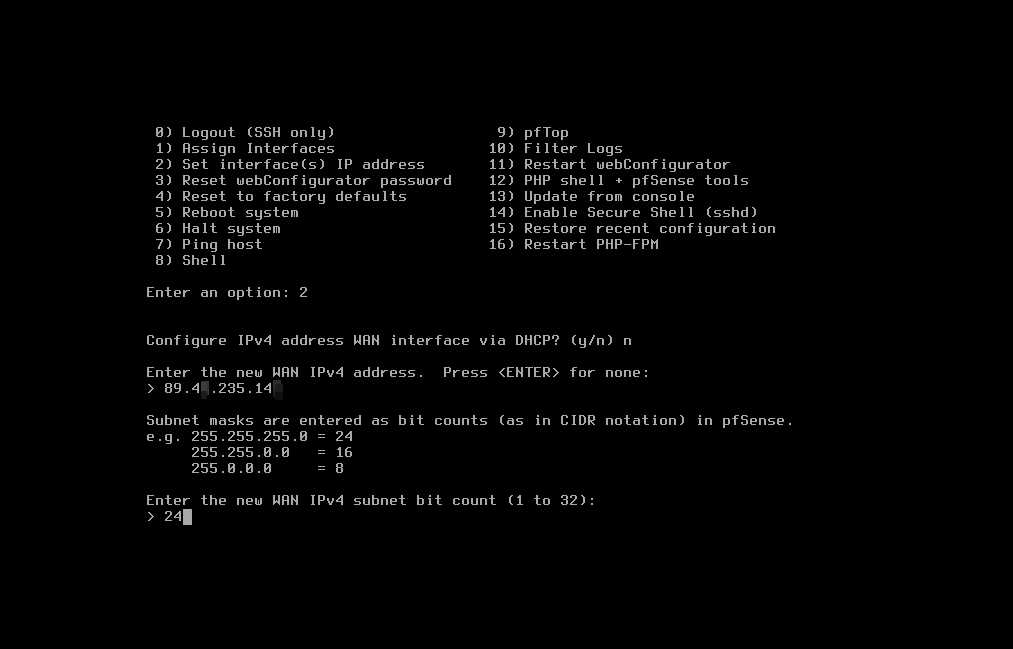 0) Logout (SSH only) 9) pfTop
1) Assign Interfaces 10) Filter Logs
2) Set interface(s) IP address 11) Restart webConfigurator
3) Reset webConfigurator password 12) PHP shell + pfSense tools
4) Reset to factory defaults 13) Update from console
5) Reboot system 14) Enable Secure Shell (sshd)
6) Halt system 15) Restore recent configuration
7) Ping host 16) Restart PHP-FPM
8) Shell
Enter an option: 2
Configure IPv4 address WAN interface via DHCP? (y/n) n
Enter the new WAN IPv4 address. Press <ENTER> for none:
>
Subnet masks are entered as bit counts (as in CIDR notation) in pfSense.
e.g. 255.255.255.0 = 24
255.255.0.0 = 16
255.0.0.0 = 8
Enter the new WAN IPv4 subnet bit count (1 to 32):
> 24